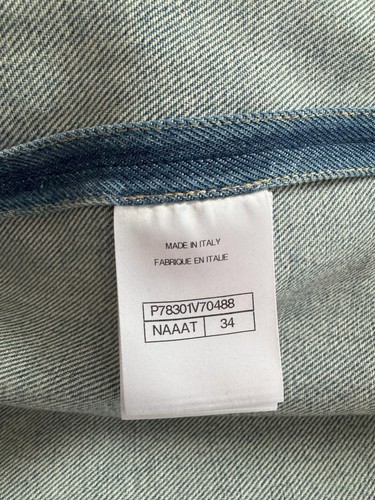 MADE IN ITALY
FABRIQUE EN ITALIE
P78301V70488
NAAAT 34